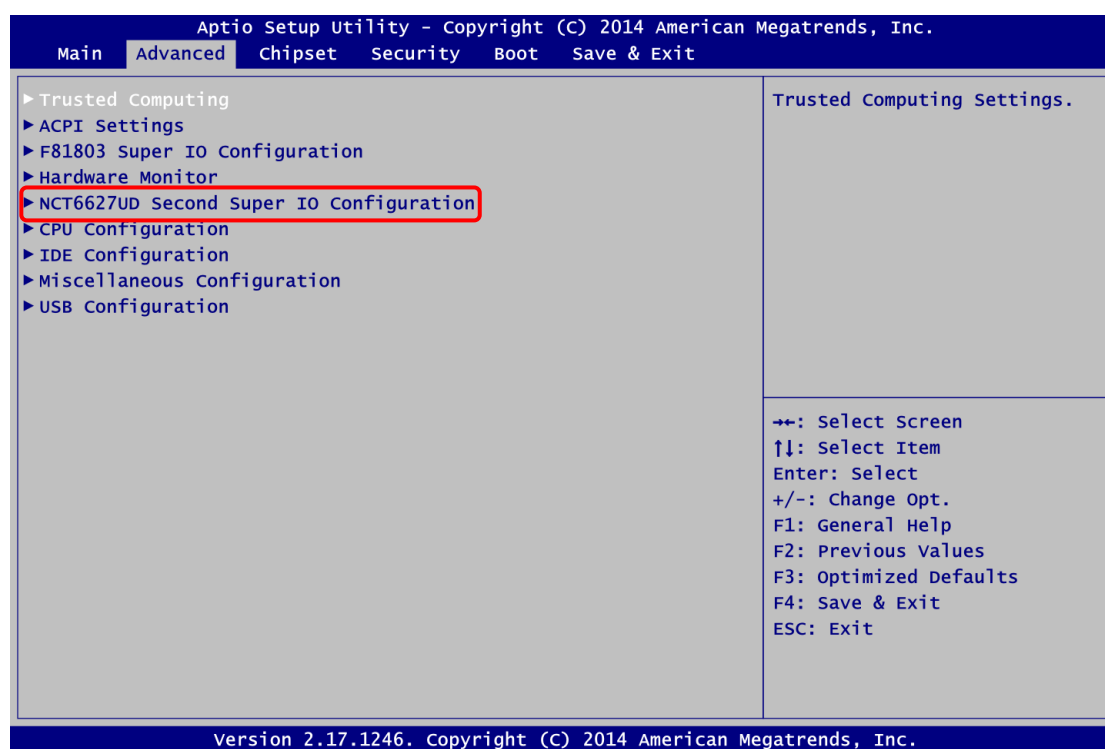 Aptio Setup Utility – Copyright (C) 2014 American Megatrends, Inc.
Main Advanced Chipset Security Boot Save & Exit
▶ Trusted Computing
▶ ACPI Settings
▶ F81803 Super IO Configuration
▶ Hardware Monitor
▶ NCT6627UD Second Super IO Configuration
▶ CPU Configuration
▶ IDE Configuration
▶ Miscellaneous Configuration
▶ USB Configuration
Trusted Computing Settings.
→←: Select Screen
↑↓: Select Item
Enter: Select
+/-: Change Opt.
F1: General Help
F2: Previous Values
F3: Optimized Defaults
F4: Save & Exit
ESC: Exit
Version 2.17.1246. Copyright (C) 2014 American Megatrends, Inc.